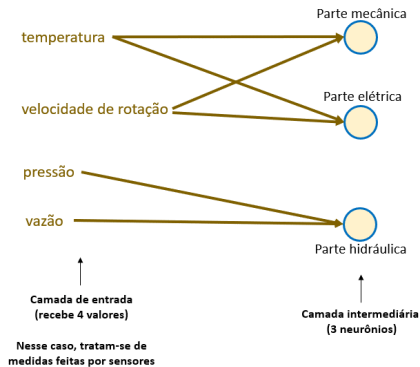 Parte mecânica
temperatura
Parte elétrica
velocidade de rotação
pressão
vazão
Parte hidráulica
Camada de entrada
(recebe 4 valores)
Nesse caso, tratam-se de
medidas feitas por sensores
Camada intermediária
(3 neurônios)